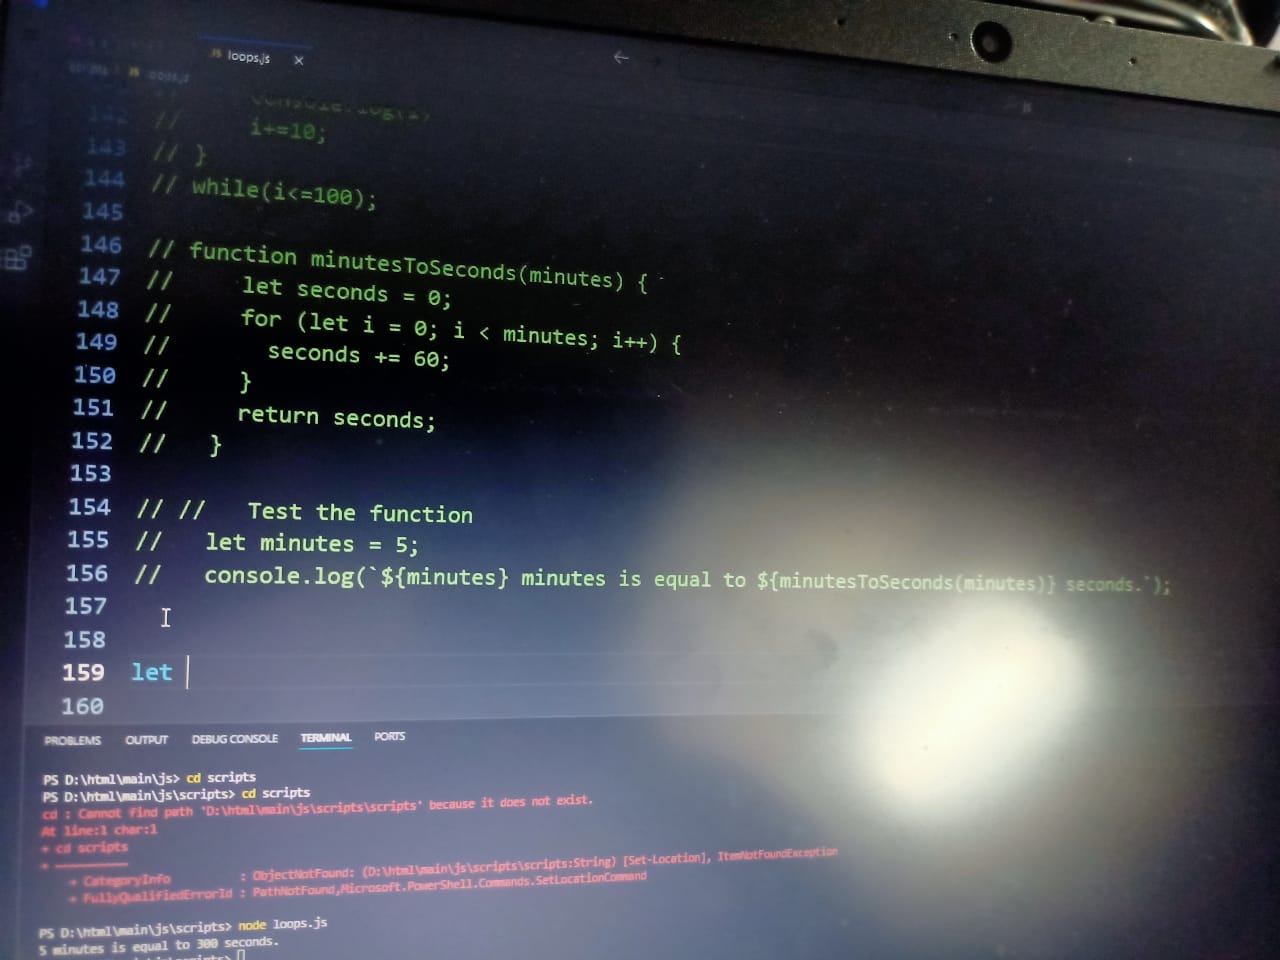 JS loops.js ×
142 // i+=10;
143 // }
144 // while(i<=100);
145
146 // function minutesToSeconds(minutes) {
147 // let seconds = 0;
148 // for (let i = 0; i < minutes; i++) {
149 // seconds += 60;
150 // }
151 // return seconds;
152 // }
153
154 // // Test the function
155 // let minutes = 5;
156 // console.log(`${minutes} minutes is equal to ${minutesToSeconds(minutes)} seconds.`);
157
158
159 let
160
PROBLEMS OUTPUT DEBUG CONSOLE TERMINAL PORTS
PS D:\html\main\js> cd scripts
PS D:\html\main\js\scripts> cd scripts
cd : Cannot find path 'D:\html\main\js\scripts\scripts' because it does not exist.
At line:1 char:1
+ cd scripts
+ CategoryInfo : ObjectNotFound: (D:\html\main\js\scripts\scripts:String) [Set-Location], ItemNotFoundException
+ FullyQualifiedErrorId : PathNotFound,Microsoft.PowerShell.Commands.SetLocationCommand
PS D:\html\main\js\scripts> node loops.js
5 minutes is equal to 300 seconds.